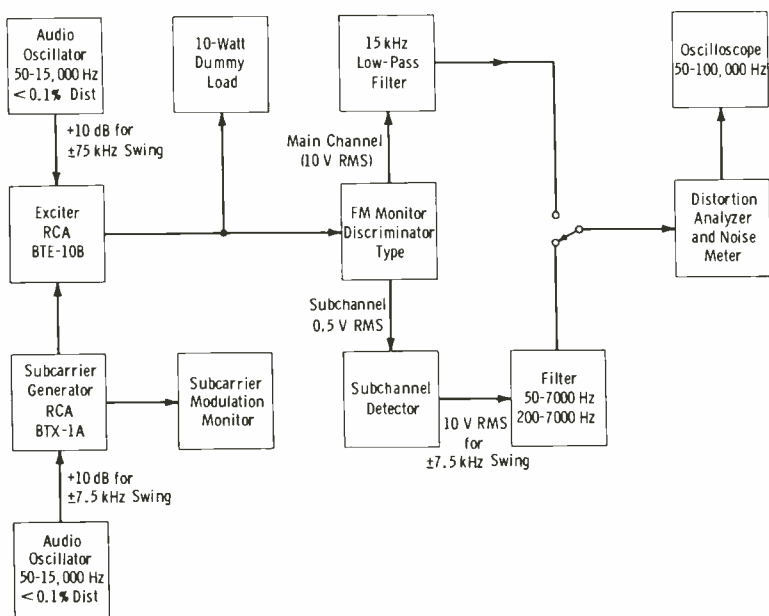 Audio
Oscillator
50-15,000 Hz
< 0.1% Dist
10-Watt
Dummy
Load
15 kHz
Low-Pass
Filter
Oscilloscope
50-100,000 Hz
+10 dB for
±75 kHz Swing
Main Channel
(10 V RMS)
Exciter
RCA
BTE-10B
FM Monitor
Discriminator
Type
Distortion
Analyzer
and Noise
Meter
Subchannel
0.5 V RMS
Subcarrier
Generator
RCA
BTX-1A
Subcarrier
Modulation
Monitor
Subchannel
Detector
10 V RMS
for
±7.5 kHz Swing
Filter
50-7000 Hz
200-7000 Hz
+10 dB for
±7.5 kHz Swing
Audio
Oscillator
50-15,000 Hz
< 0.1% Dist